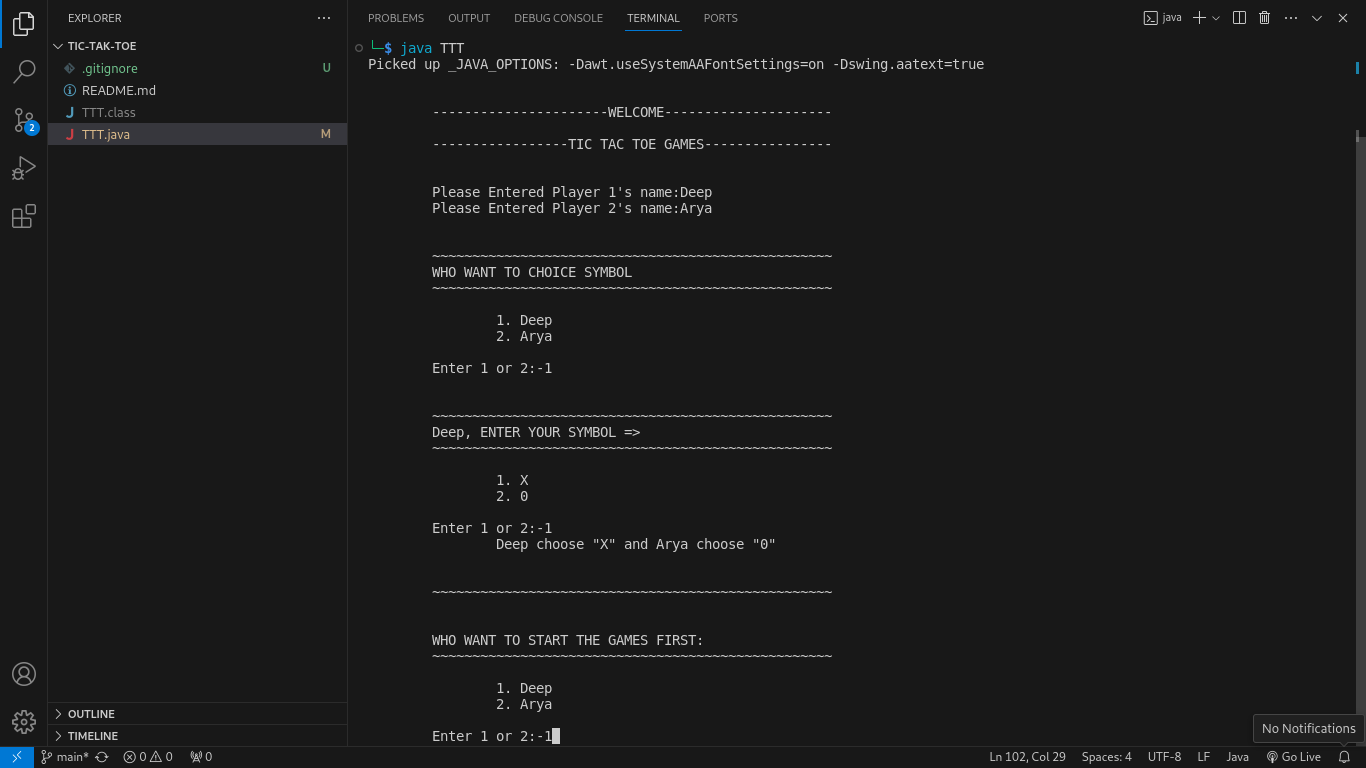 EXPLORER
TIC-TAK-TOE
.gitignore U
README.md
TTT.class
TTT.java M
2
OUTLINE
TIMELINE
PROBLEMS OUTPUT DEBUG CONSOLE TERMINAL PORTS
java
└─$ java TTT
Picked up _JAVA_OPTIONS: -Dawt.useSystemAAFontSettings=on -Dswing.aatext=true
----------------------WELCOME---------------------
-----------------TIC TAC TOE GAMES----------------
Please Entered Player 1's name:Deep
Please Entered Player 2's name:Arya
~~~~~~~~~~~~~~~~~~~~~~~~~~~~~~~~~~~~~~~~~~~~~~~~~~
WHO WANT TO CHOICE SYMBOL
~~~~~~~~~~~~~~~~~~~~~~~~~~~~~~~~~~~~~~~~~~~~~~~~~~
1. Deep
2. Arya
Enter 1 or 2:-1
~~~~~~~~~~~~~~~~~~~~~~~~~~~~~~~~~~~~~~~~~~~~~~~~~~
Deep, ENTER YOUR SYMBOL =>
~~~~~~~~~~~~~~~~~~~~~~~~~~~~~~~~~~~~~~~~~~~~~~~~~~
1. X
2. 0
Enter 1 or 2:-1
Deep choose "X" and Arya choose "0"
~~~~~~~~~~~~~~~~~~~~~~~~~~~~~~~~~~~~~~~~~~~~~~~~~~
WHO WANT TO START THE GAMES FIRST:
~~~~~~~~~~~~~~~~~~~~~~~~~~~~~~~~~~~~~~~~~~~~~~~~~~
1. Deep
2. Arya
Enter 1 or 2:-1
No Notifications
main* 0 0 0 Ln 102, Col 29 Spaces: 4 UTF-8 LF Java Go Live